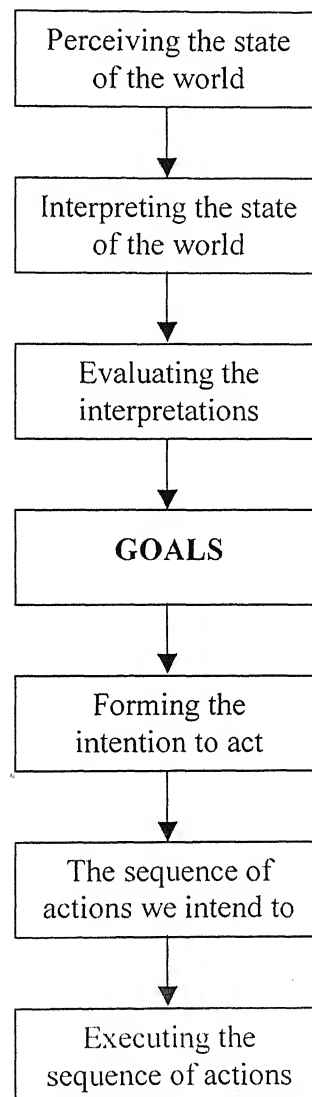 Perceiving the state
of the world
Interpreting the state
of the world
Evaluating the
interpretations
GOALS
Forming the
intention to act
The sequence of
actions we intend to
Executing the
sequence of actions